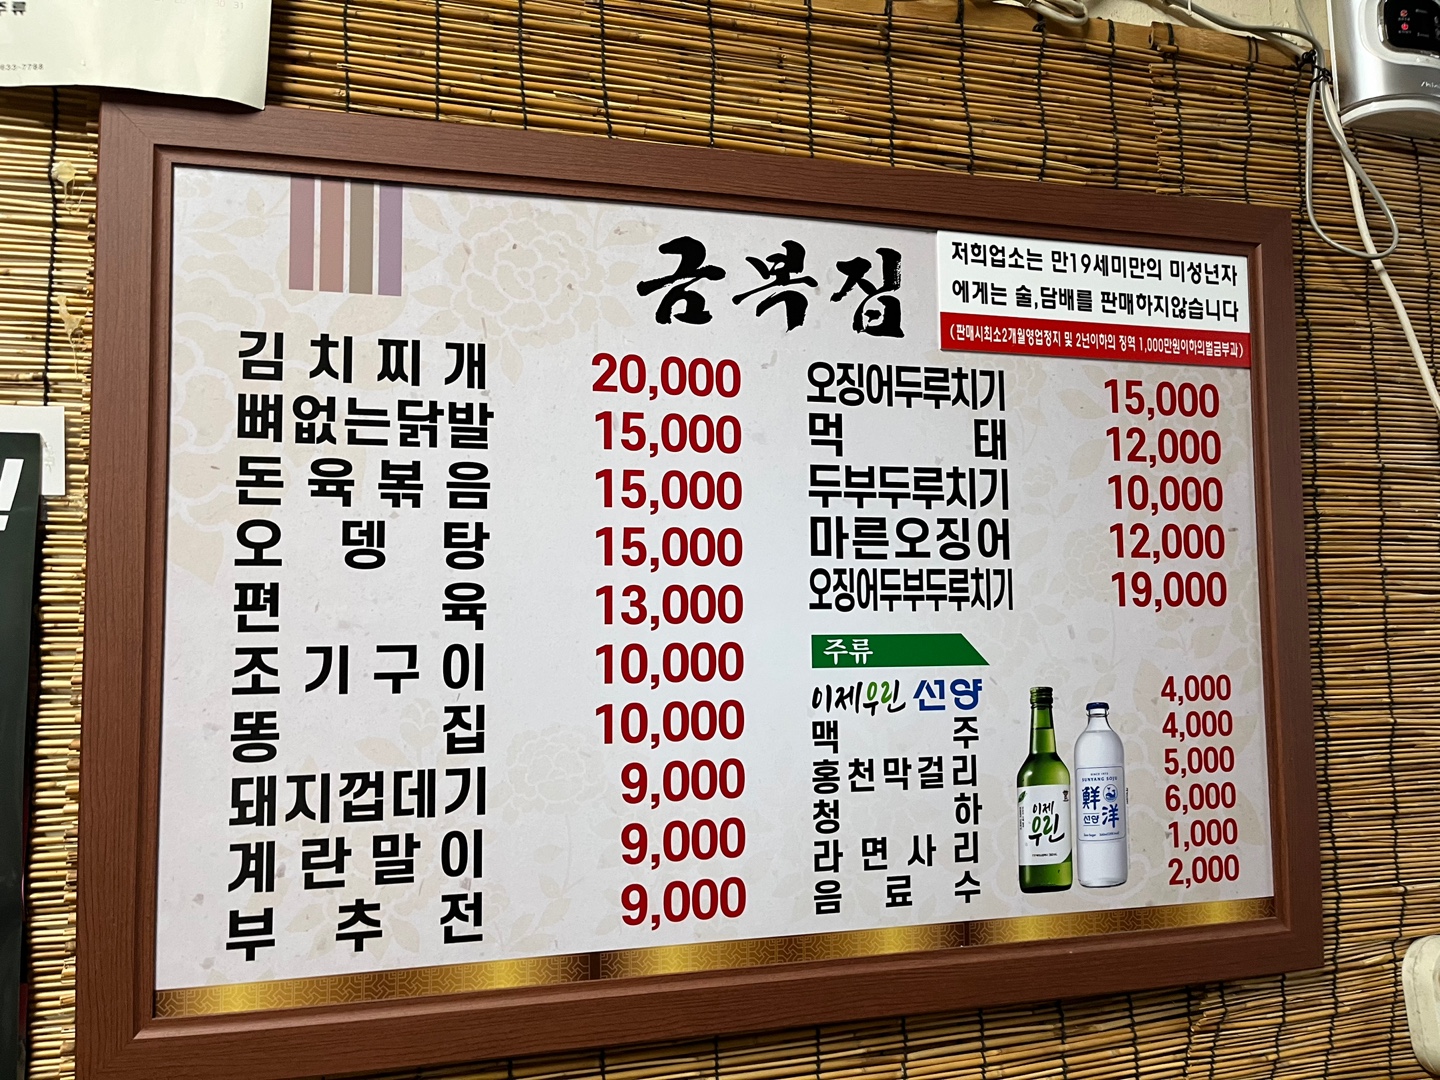 주류
10 31
633-7798
금복집
저희업소는 만19세미만의 미성년자
에게는 술,담배를 판매하지않습니다
(판매시최소2개월영업정지 및 2년이하의 징역 1,000만원이하의벌금부과)
김치찌개 20,000
뼈없는닭발 15,000
돈육볶음 15,000
오뎅탕 15,000
편육 13,000
조기구이 10,000
똥집 10,000
돼지껍데기 9,000
계란말이 9,000
부추전 9,000
오징어두루치기 15,000
먹태 12,000
두부두루치기 10,000
마른오징어 12,000
오징어두부두루치기 19,000
주류
이제우린 선양 4,000
맥주 4,000
홍천막걸리 5,000
청하 6,000
라면사리 1,000
음료수 2,000
이제
우린
SUNYANG SOJU
鮮
洋
선양
!